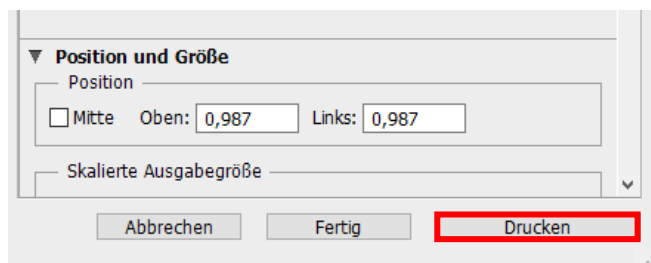 Position und Größe
Position
Mitte Oben: 0,987 Links: 0,987
Skalierte Ausgabegröße
Abbrechen Fertig Drucken